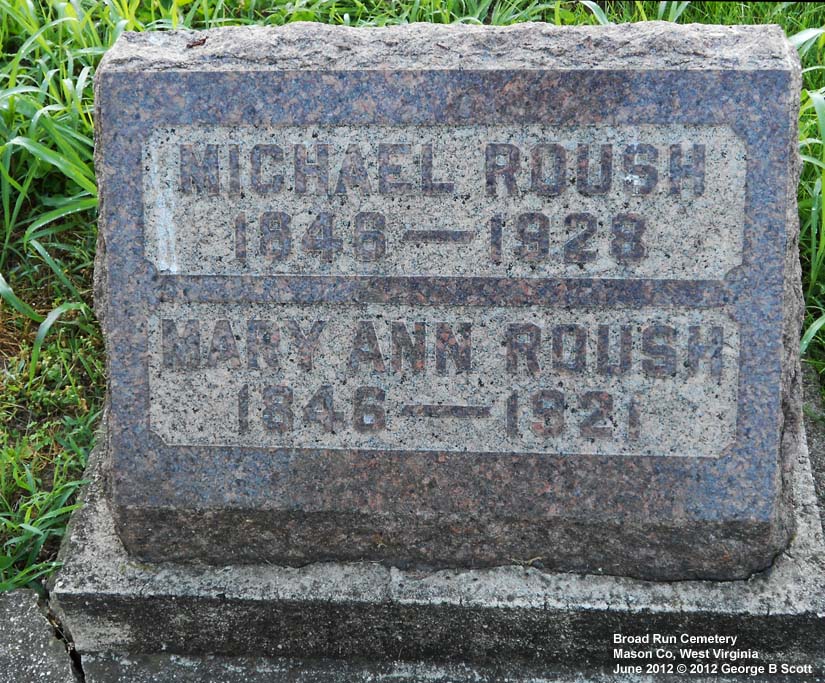 MICHAEL ROUSH
1846—1928
MARY ANN ROUSH
1846—1921
Broad Run Cemetery
Mason Co, West Virginia
June 2012 © 2012 George B Scott